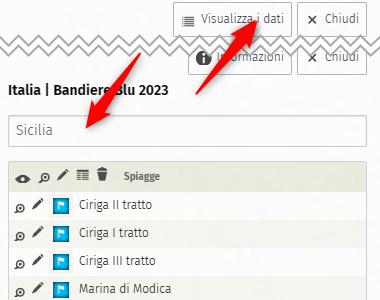 Visualizza i dati
Chiudi
Informazioni
Chiudi
Italia | Bandiere Blu 2023
Sicilia
Spiagge
Ciriga II tratto
Ciriga I tratto
Ciriga III tratto
Marina di Modica